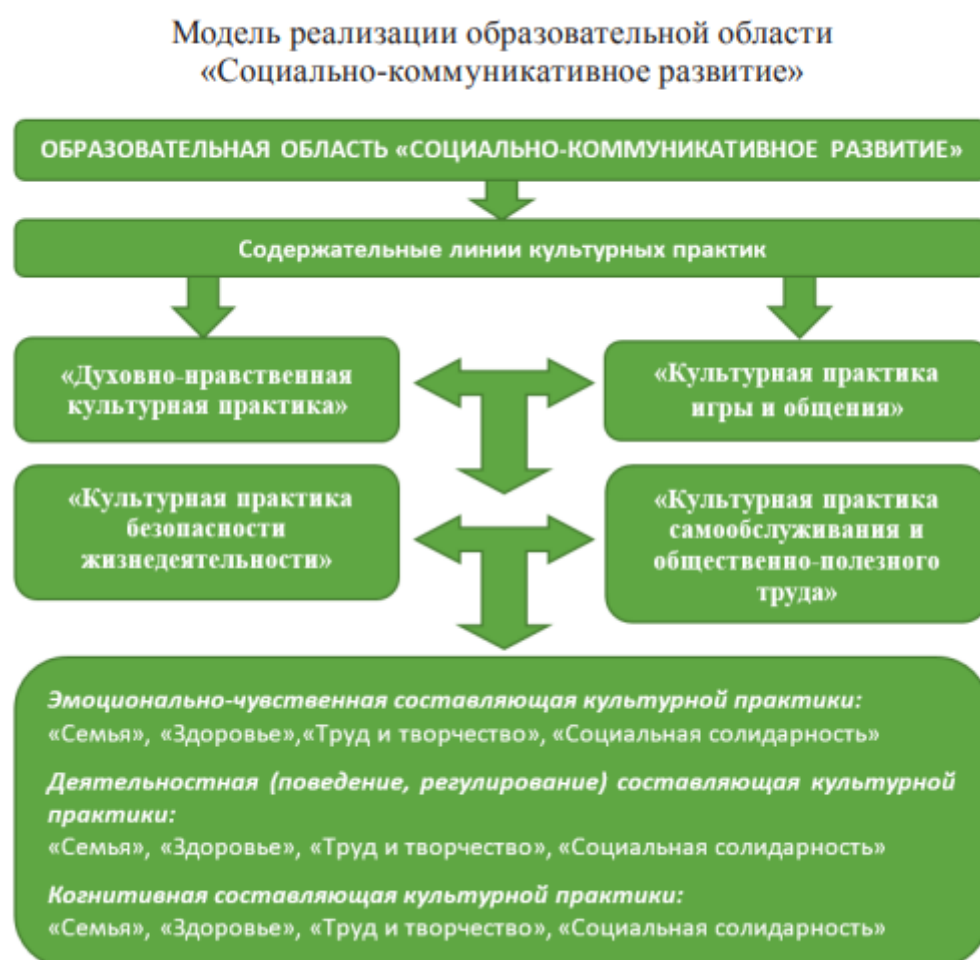 Модель реализации образовательной области
«Социально-коммуникативное развитие»
ОБРАЗОВАТЕЛЬНАЯ ОБЛАСТЬ «СОЦИАЛЬНО-КОММУНИКАТИВНОЕ РАЗВИТИЕ»
Содержательные линии культурных практик
«Духовно-нравственная
культурная практика»
«Культурная практика
игры и общения»
«Культурная практика
безопасности
жизнедеятельности»
«Культурная практика
самообслуживания и
общественно-полезного
труда»
Эмоционально-чувственная составляющая культурной практики:
«Семья», «Здоровье»,«Труд и творчество», «Социальная солидарность»
Деятельностная (поведение, регулирование) составляющая культурной
практики:
«Семья», «Здоровье», «Труд и творчество», «Социальная солидарность»
Когнитивная составляющая культурной практики:
«Семья», «Здоровье», «Труд и творчество», «Социальная солидарность»